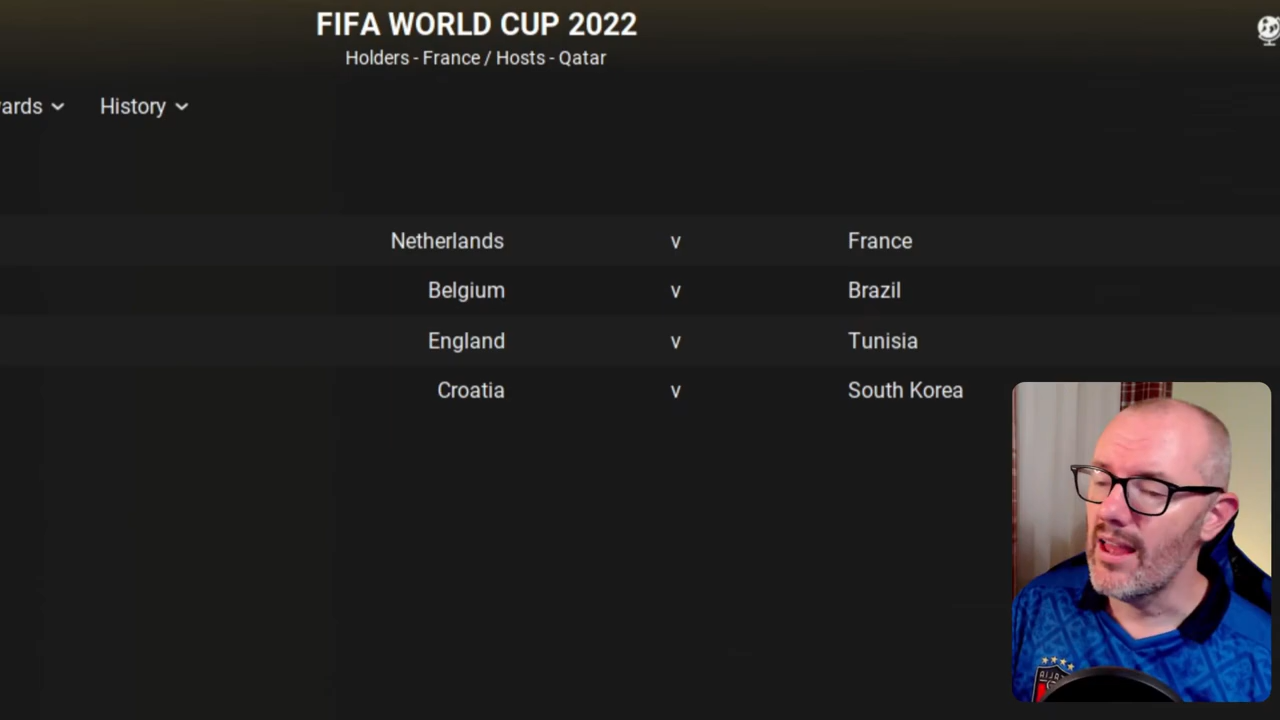 FIFA WORLD CUP 2022
Holders - France / Hosts - Qatar
ards History
Netherlands v France
Belgium v Brazil
England v Tunisia
Croatia v South Korea